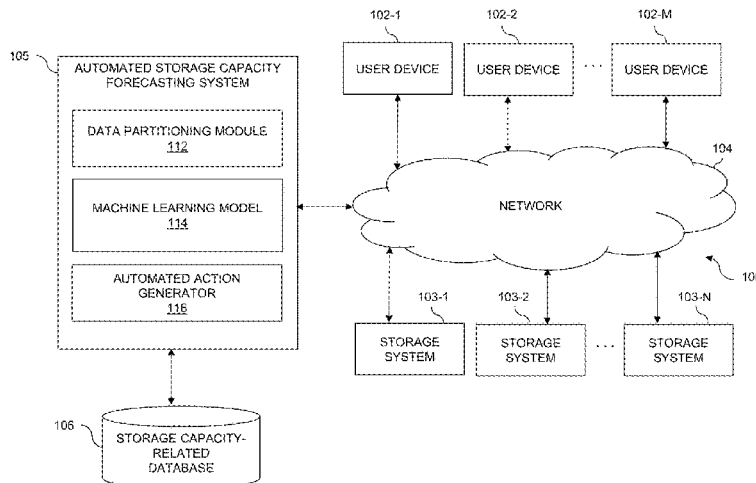 102-1
102-2
102-M
105
AUTOMATED STORAGE CAPACITY
FORECASTING SYSTEM
USER DEVICE
USER DEVICE
. . .
USER DEVICE
DATA PARTITIONING MODULE
112
104
MACHINE LEARNING MODEL
114
NETWORK
AUTOMATED ACTION
GENERATOR
116
103-1
103-2
103-N
STORAGE
SYSTEM
STORAGE
SYSTEM
. . .
STORAGE
SYSTEM
106
STORAGE CAPACITY-
RELATED
DATABASE